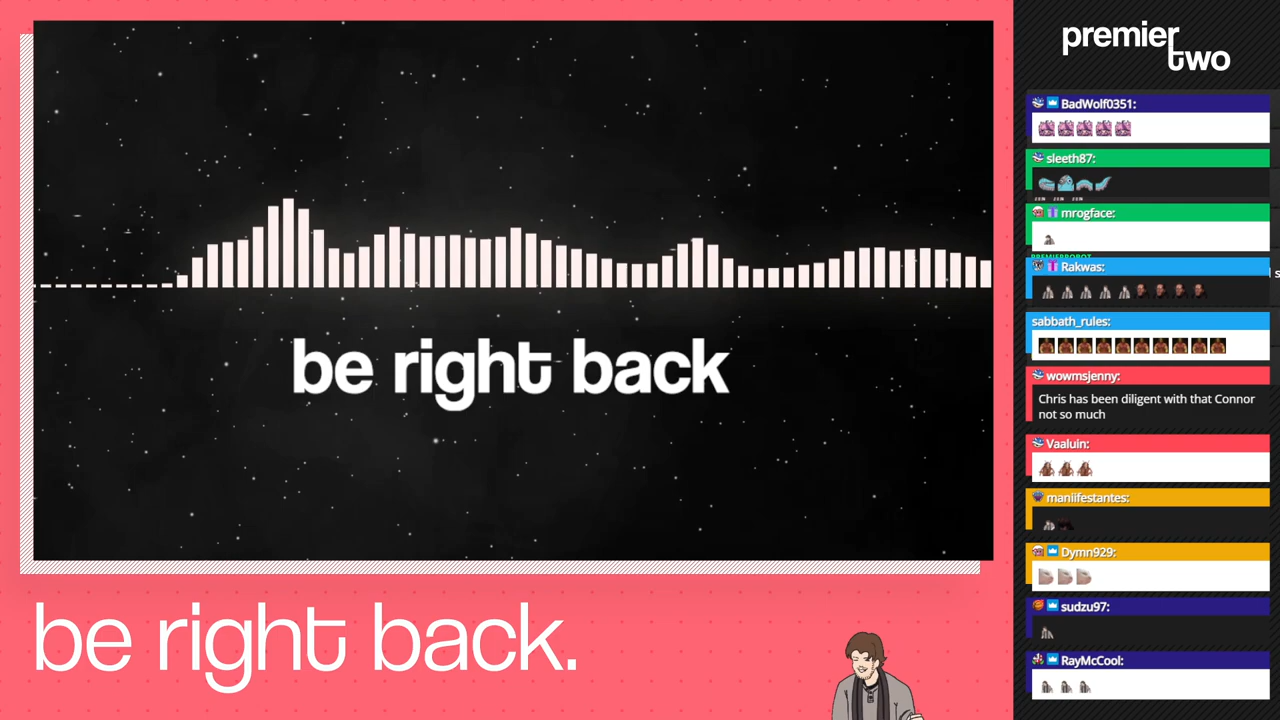 be right back
be right back.
premier
two
BadWolf0351:
sleeth87:
mrogface:
Rakwas:
sabbath_rules:
wowmsjenny:
Chris has been diligent with that Connor
not so much
Vaaluin:
maniifestantes:
Dymn929:
sudzu97:
RayMcCool: